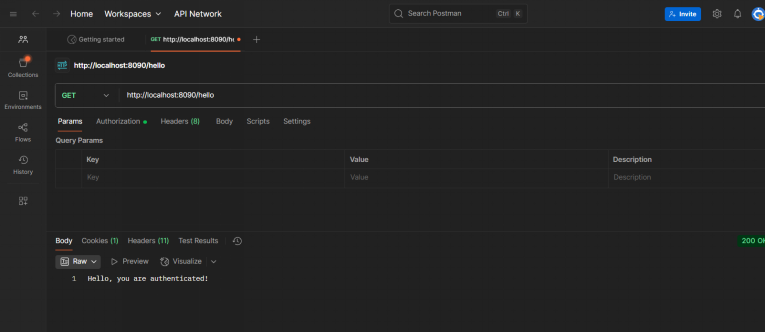 Home Workspaces API Network Search Postman Ctrl K Invite
Getting started GET http://localhost:8090/he
Collections
Environments
Flows
History
http://localhost:8090/hello
GET http://localhost:8090/hello
Params Authorization Headers (8) Body Scripts Settings
Query Params
Key Value Description
Key Value Description
Body Cookies (1) Headers (11) Test Results 200 OK
Raw Preview Visualize
1 Hello, you are authenticated!